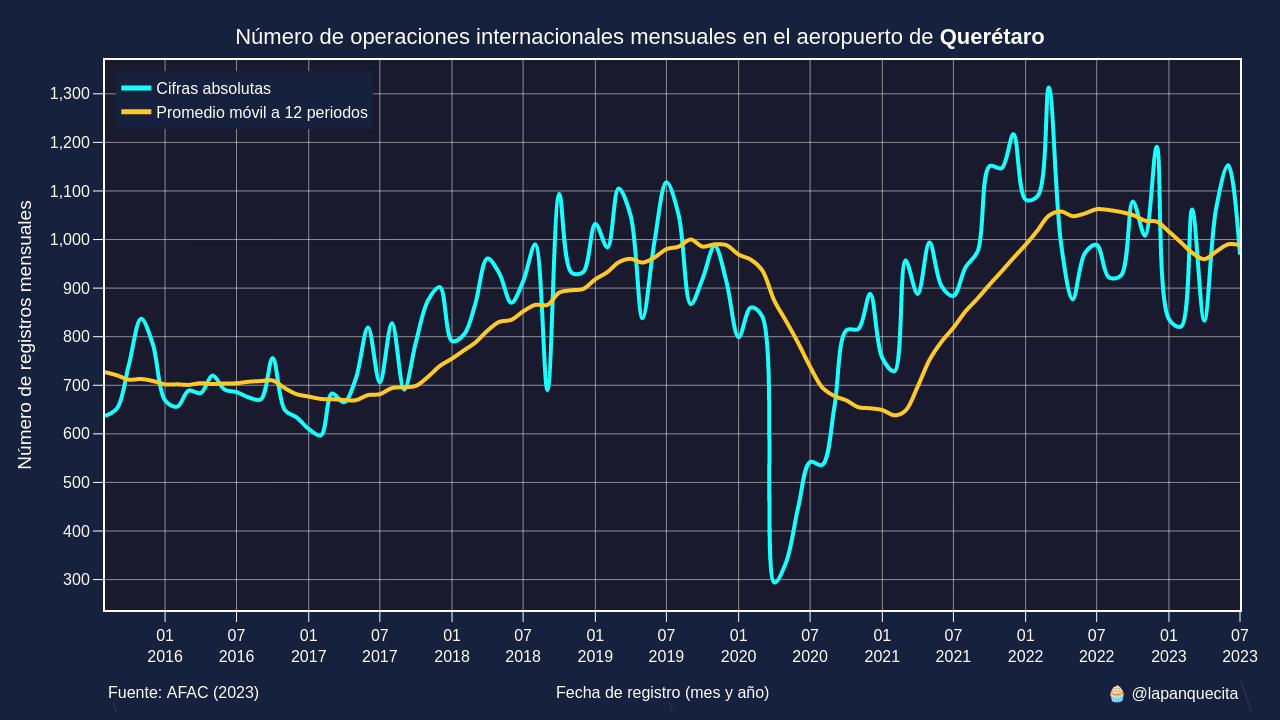 Número de operaciones internacionales mensuales en el aeropuerto de Querétaro
Cifras absolutas
Promedio móvil a 12 periodos
Número de registros mensuales
1,300
1,200
1,100
1,000
900
800
700
600
500
400
300
01 07 01 07 01 07 01 07 01 07 01 07 01 07 01 07
2016 2016 2017 2017 2018 2018 2019 2019 2020 2020 2021 2021 2022 2022 2023 2023
Fuente: AFAC (2023) Fecha de registro (mes y año) 🧁 @lapanquecita